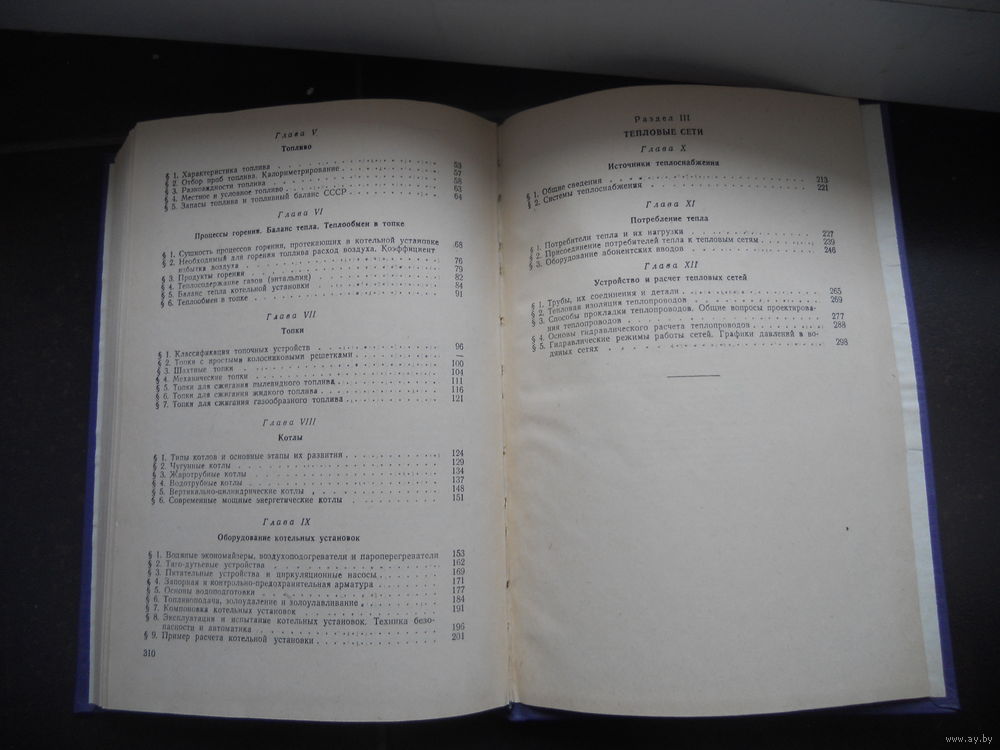 Глава V
Топливо
§ 1. Характеристика топлива 53
§ 2. Отбор проб топлива. Калориметрирование 57
§ 3. Разновидности топлива 58
§ 4. Местное и условное топливо 63
§ 5. Запасы топлива и топливный баланс СССР 64
Глава VI
Процессы горения. Баланс тепла. Теплообмен в топке
§ 1. Сущность процессов горения, протекающих в котельной установке 68
§ 2. Необходимый для горения топлива расход воздуха. Коэффициент
избытка воздуха 76
§ 3. Продукты горения 79
§ 4. Теплосодержание газов (энтальпия) 82
§ 5. Баланс тепла котельной установки 84
§ 6. Теплообмен в топке 91
Глава VII
Топки
§ 1. Классификация топочных устройств 96
§ 2. Топки с простыми колосниковыми решетками —
§ 3. Шахтные топки 100
§ 4. Механические топки 104
§ 5. Топки для сжигания пылевидного топлива 111
§ 6. Топки для сжигания жидкого топлива 116
§ 7. Топки для сжигания газообразного топлива 121
Глава VIII
Котлы
§ 1. Типы котлов и основные этапы их развития 124
§ 2. Чугунные котлы 129
§ 3. Жаротрубные котлы 134
§ 4. Водотрубные котлы 137
§ 5. Вертикально-цилиндрические котлы 148
§ 6. Современные мощные энергетические котлы 151
Глава IX
Оборудование котельных установок
§ 1. Водяные экономайзеры, воздухоподогреватели и пароперегреватели 153
§ 2. Тяго-дутьевые устройства 162
§ 3. Питательные устройства и циркуляционные насосы 169
§ 4. Запорная и контрольно-предохранительная арматура 171
§ 5. Основы водоподготовки 177
§ 6. Топливоподача, золоудаление и золоулавливание 184
§ 7. Компоновка котельных установок 191
§ 8. Эксплуатация и испытание котельных установок. Техника безо-
пасности и автоматика 196
§ 9. Пример расчета котельной установки 201
310
Раздел III
ТЕПЛОВЫЕ СЕТИ
Глава X
Источники теплоснабжения
§ 1. Общие сведения 213
§ 2. Системы теплоснабжения 221
Глава XI
Потребление тепла
§ 1. Потребители тепла и их нагрузки 227
§ 2. Присоединение потребителей тепла к тепловым сетям 239
§ 3. Оборудование абонентских вводов 246
Глава XII
Устройство и расчет тепловых сетей
§ 1. Трубы, их соединения и детали 265
§ 2. Тепловая изоляция теплопроводов 269
§ 3. Способы прокладки теплопроводов. Общие вопросы проектирова-
ния теплопроводов 277
§ 4. Основы гидравлического расчета теплопроводов 288
§ 5. Гидравлические режимы работы сетей. Графики давлений в во-
дяных сетях 298
www.ay.by